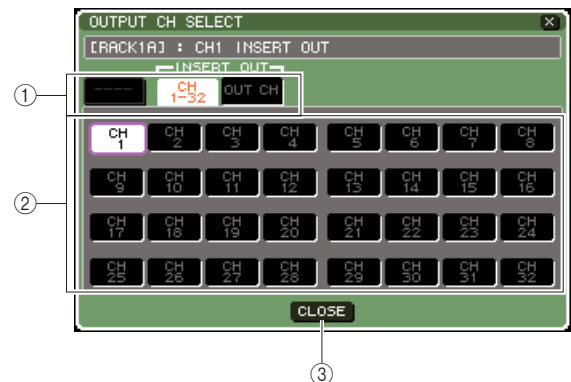 OUTPUT CH SELECT
[RACK1A] : CH1 INSERT OUT
INSERT OUT
---- CH 1-32 OUT CH
①
CH 1 CH 2 CH 3 CH 4 CH 5 CH 6 CH 7 CH 8
CH 9 CH 10 CH 11 CH 12 CH 13 CH 14 CH 15 CH 16
②
CH 17 CH 18 CH 19 CH 20 CH 21 CH 22 CH 23 CH 24
CH 25 CH 26 CH 27 CH 28 CH 29 CH 30 CH 31 CH 32
CLOSE
③